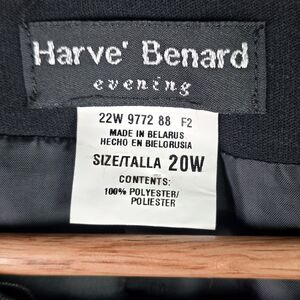 Harve' Benard
evening
22W 9772 88 F2
MADE IN BELARUS
HECHO EN BIELORUSIA
SIZE/TALLA 20W
CONTENTS:
100% POLYESTER/
POLIESTER